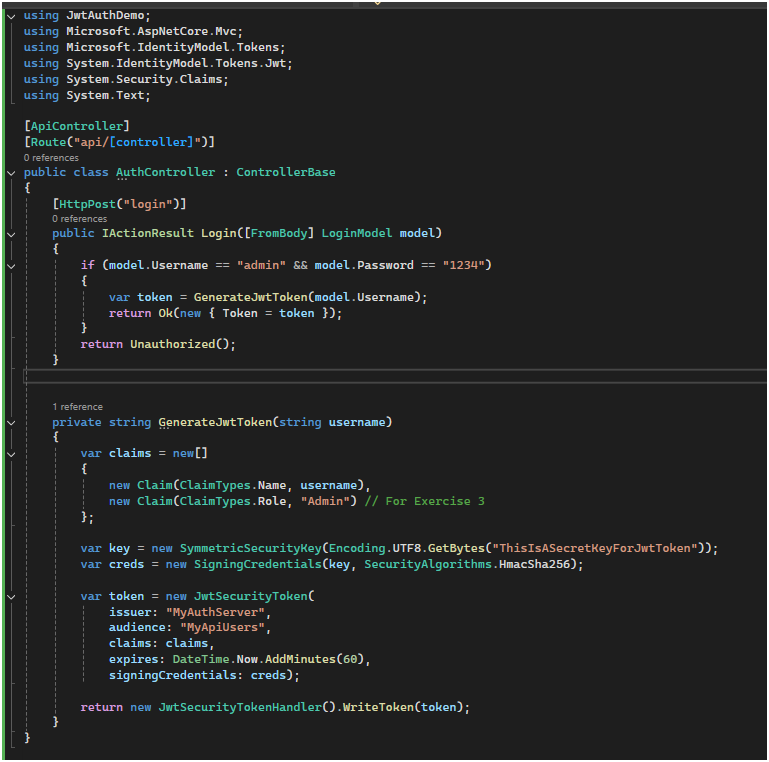 using JwtAuthDemo;
using Microsoft.AspNetCore.Mvc;
using Microsoft.IdentityModel.Tokens;
using System.IdentityModel.Tokens.Jwt;
using System.Security.Claims;
using System.Text;
[ApiController]
[Route("api/[controller]")]
0 references
public class AuthController : ControllerBase
{
[HttpPost("login")]
0 references
public IActionResult Login([FromBody] LoginModel model)
{
if (model.Username == "admin" && model.Password == "1234")
{
var token = GenerateJwtToken(model.Username);
return Ok(new { Token = token });
}
return Unauthorized();
}
1 reference
private string GenerateJwtToken(string username)
{
var claims = new[]
{
new Claim(ClaimTypes.Name, username),
new Claim(ClaimTypes.Role, "Admin") // For Exercise 3
};
var key = new SymmetricSecurityKey(Encoding.UTF8.GetBytes("ThisIsASecretKeyForJwtToken"));
var creds = new SigningCredentials(key, SecurityAlgorithms.HmacSha256);
var token = new JwtSecurityToken(
issuer: "MyAuthServer",
audience: "MyApiUsers",
claims: claims,
expires: DateTime.Now.AddMinutes(60),
signingCredentials: creds);
return new JwtSecurityTokenHandler().WriteToken(token);
}
}